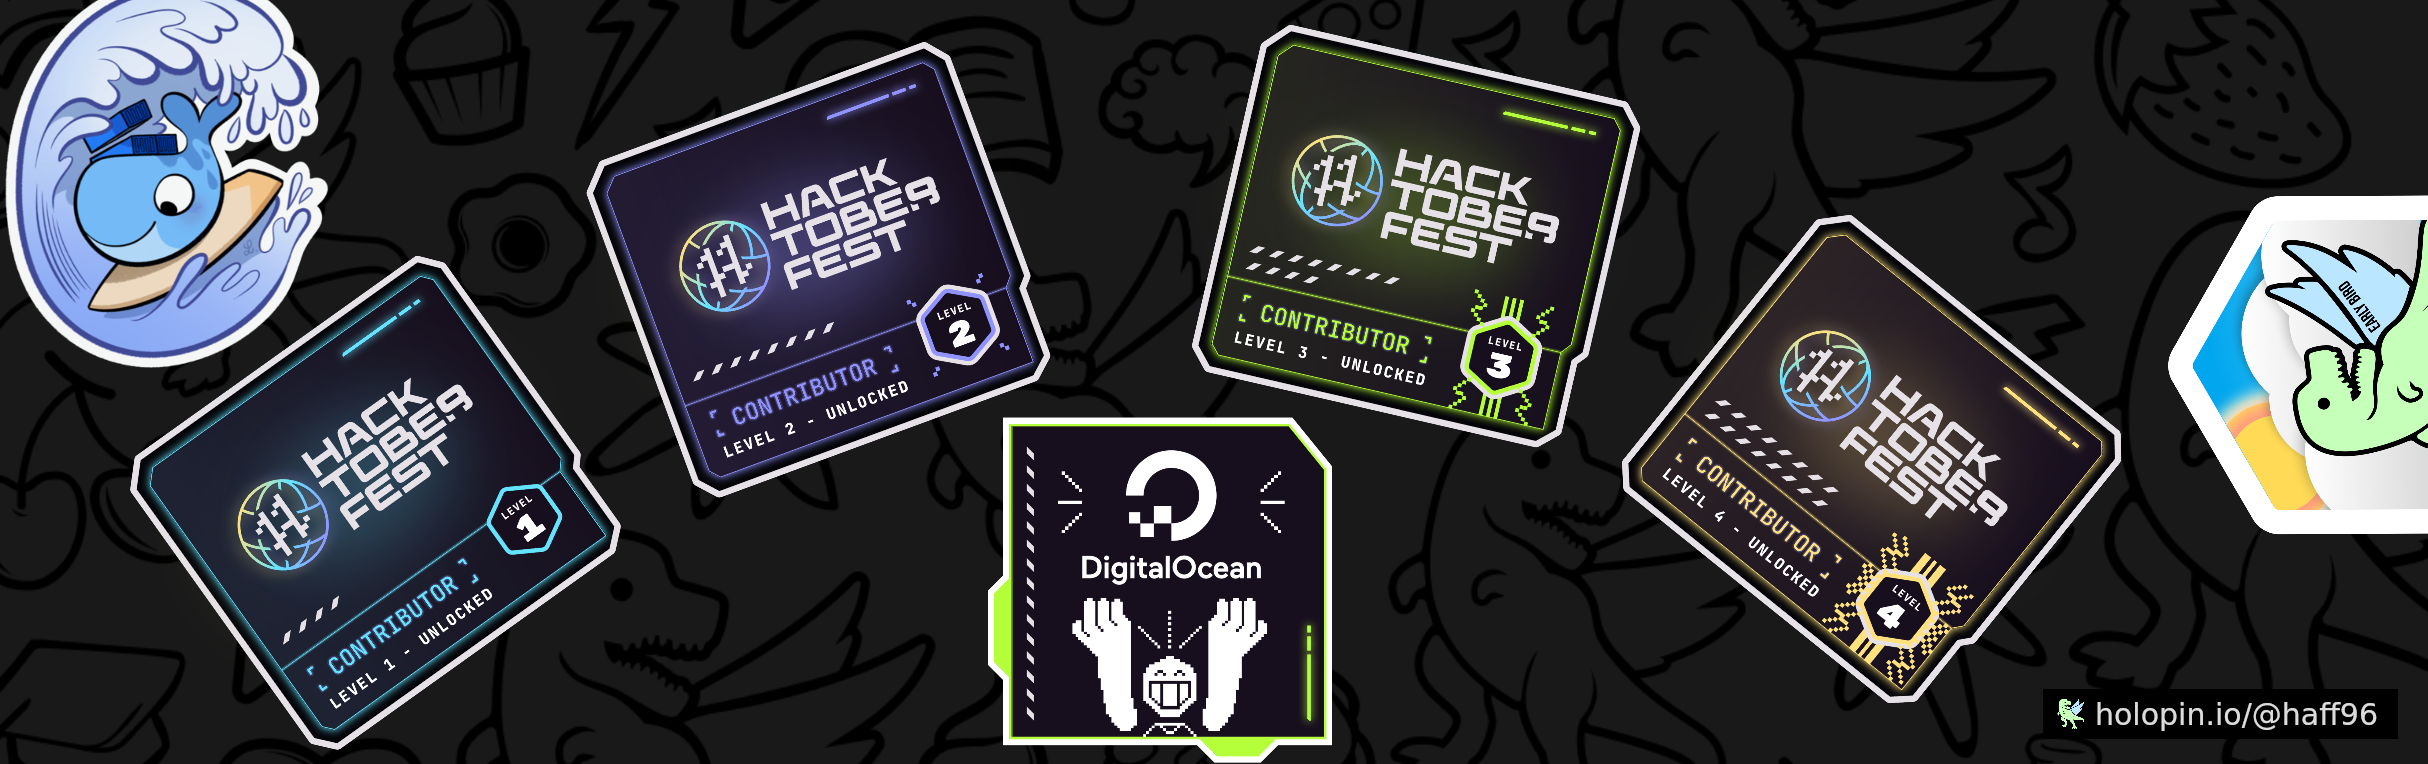 HACK
TOBER
FEST
CONTRIBUTOR
LEVEL 1 - UNLOCKED
LEVEL
1
HACK
TOBER
FEST
CONTRIBUTOR
LEVEL 2 - UNLOCKED
LEVEL
2
DigitalOcean
HACK
TOBER
FEST
CONTRIBUTOR
LEVEL 3 - UNLOCKED
LEVEL
3
HACK
TOBER
FEST
CONTRIBUTOR
LEVEL 4 - UNLOCKED
LEVEL
4
EARLY BIRD
holopin.io/@haff96